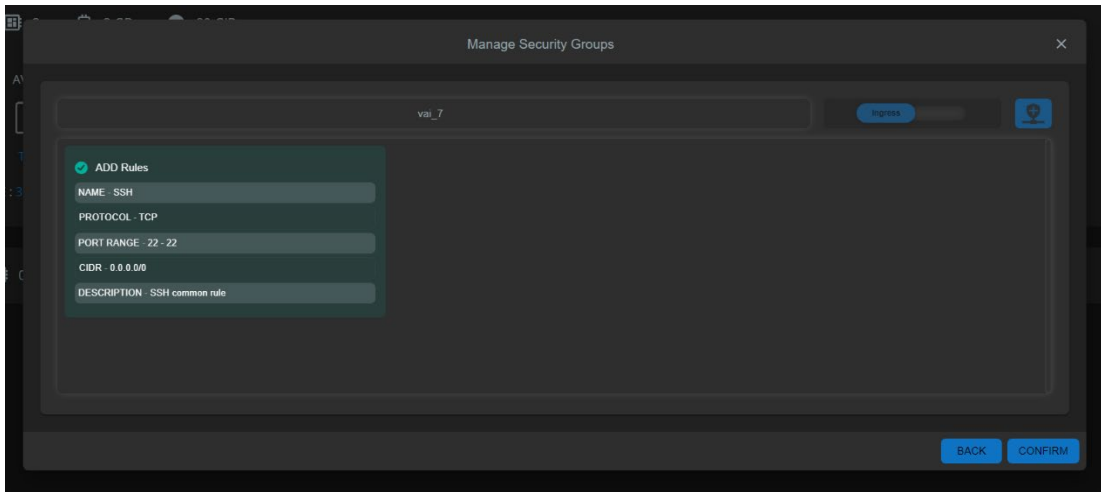 Manage Security Groups
vai_7
Ingress
ADD Rules
NAME - SSH
PROTOCOL - TCP
PORT RANGE - 22 - 22
CIDR - 0.0.0.0/0
DESCRIPTION - SSH common rule
BACK
CONFIRM